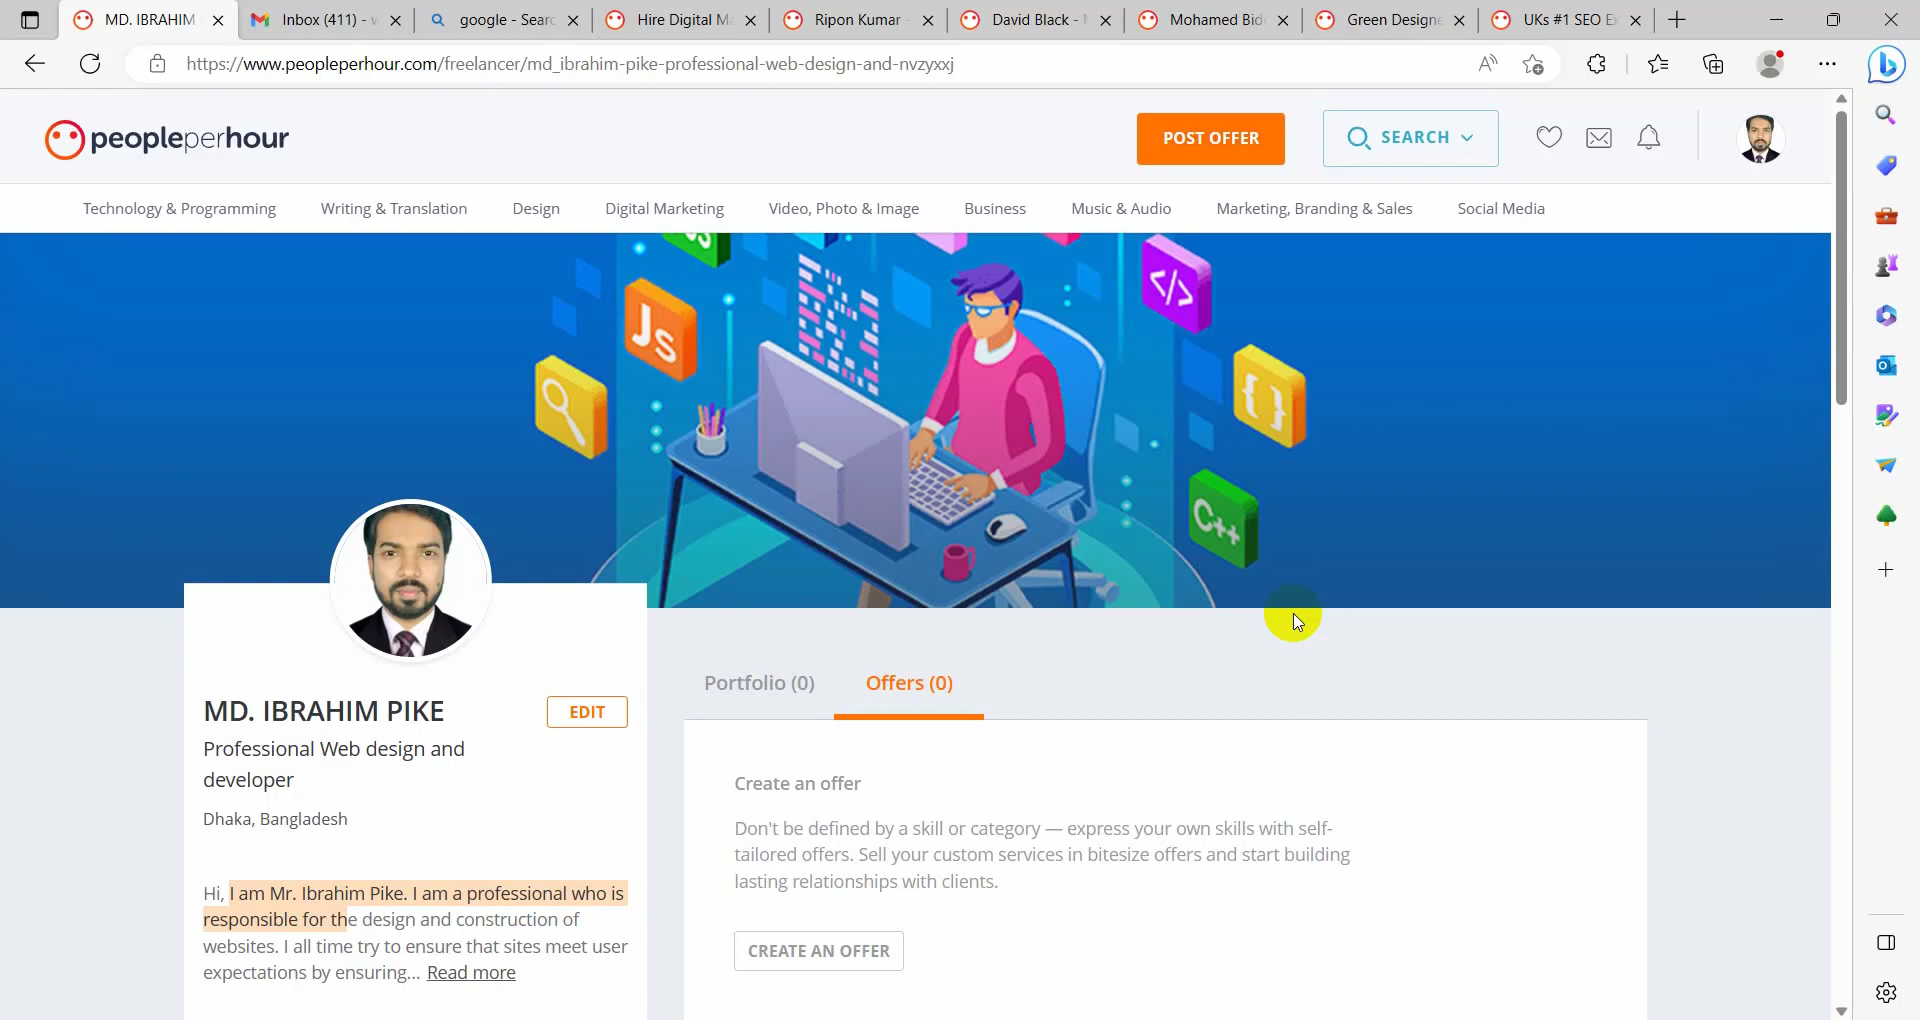 MD. IBRAHIM
Inbox (411) - w
google - Searc
Hire Digital Ma
Ripon Kumar -
David Black -
Mohamed Bide
Green Designe
UKs #1 SEO Ex
https://www.peopleperhour.com/freelancer/md_ibrahim-pike-professional-web-design-and-nvzyxxj
peopleperhour
POST OFFER
SEARCH
Technology & Programming
Writing & Translation
Design
Digital Marketing
Video, Photo & Image
Business
Music & Audio
Marketing, Branding & Sales
Social Media
JS
</>
{ }
C++
Portfolio (0)
Offers (0)
MD. IBRAHIM PIKE
EDIT
Professional Web design and
developer
Dhaka, Bangladesh
Hi, I am Mr. Ibrahim Pike. I am a professional who is
responsible for the design and construction of
websites. I all time try to ensure that sites meet user
expectations by ensuring... Read more
Create an offer
Don't be defined by a skill or category — express your own skills with self-
tailored offers. Sell your custom services in bitesize offers and start building
lasting relationships with clients.
CREATE AN OFFER